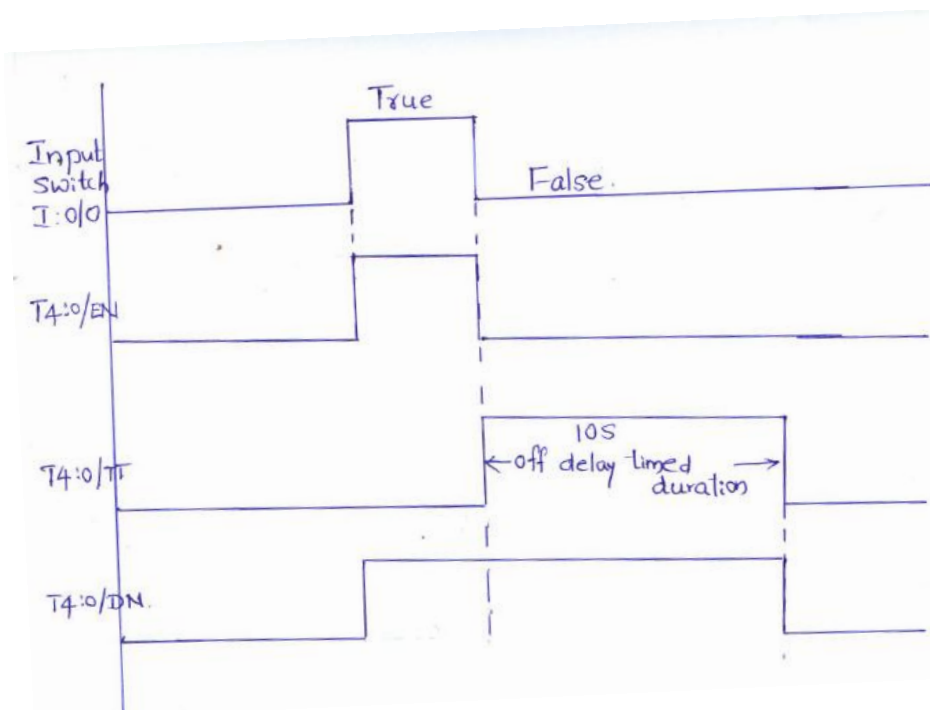 True
Input
switch
I:0/0
False.
T4:0/EN
T4:0/TT
10S
off delay timed
duration
T4:0/DN.